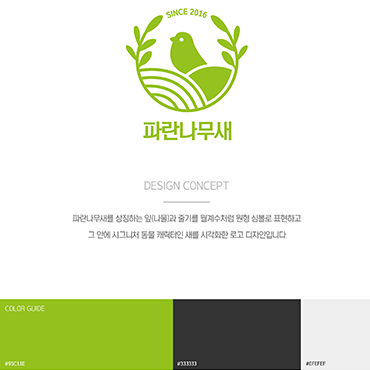 SINCE 2016
파란나무새
DESIGN CONCEPT
파란나무새를 상징하는 잎(나물)과 줄기를 월계수처럼 원형 심볼로 표현하고
그 안에 시그니처 동물 캐릭터인 새를 시각화한 로고 디자인입니다
COLOR GUIDE
#95C11E
#333333
#EFEFEF